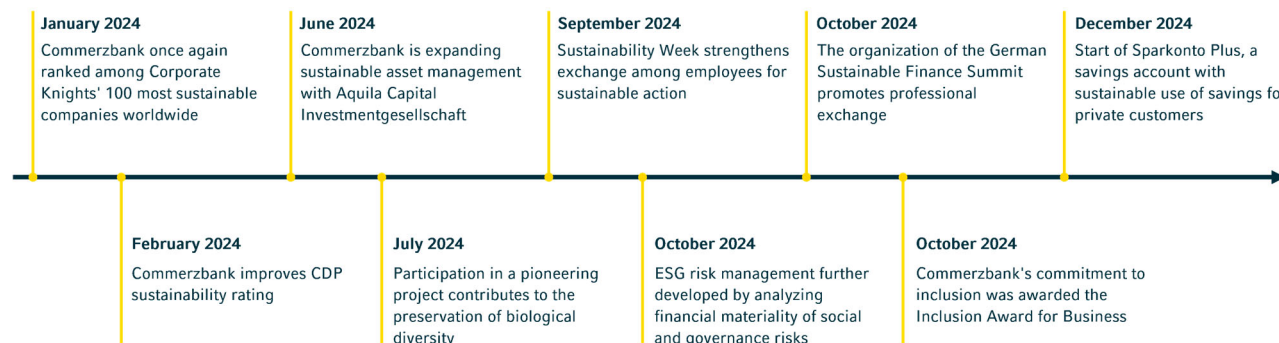 January 2024
Commerzbank once again
ranked among Corporate
Knights' 100 most sustainable
companies worldwide
June 2024
Commerzbank is expanding
sustainable asset management
with Aquila Capital
Investmentgesellschaft
September 2024
Sustainability Week strengthens
exchange among employees for
sustainable action
October 2024
The organization of the German
Sustainable Finance Summit
promotes professional
exchange
December 2024
Start of Sparkonto Plus, a
savings account with
sustainable use of savings fo
private customers
February 2024
Commerzbank improves CDP
sustainability rating
July 2024
Participation in a pioneering
project contributes to the
preservation of biological
diversity
October 2024
ESG risk management further
developed by analyzing
financial materiality of social
and governance risks
October 2024
Commerzbank's commitment to
inclusion was awarded the
Inclusion Award for Business